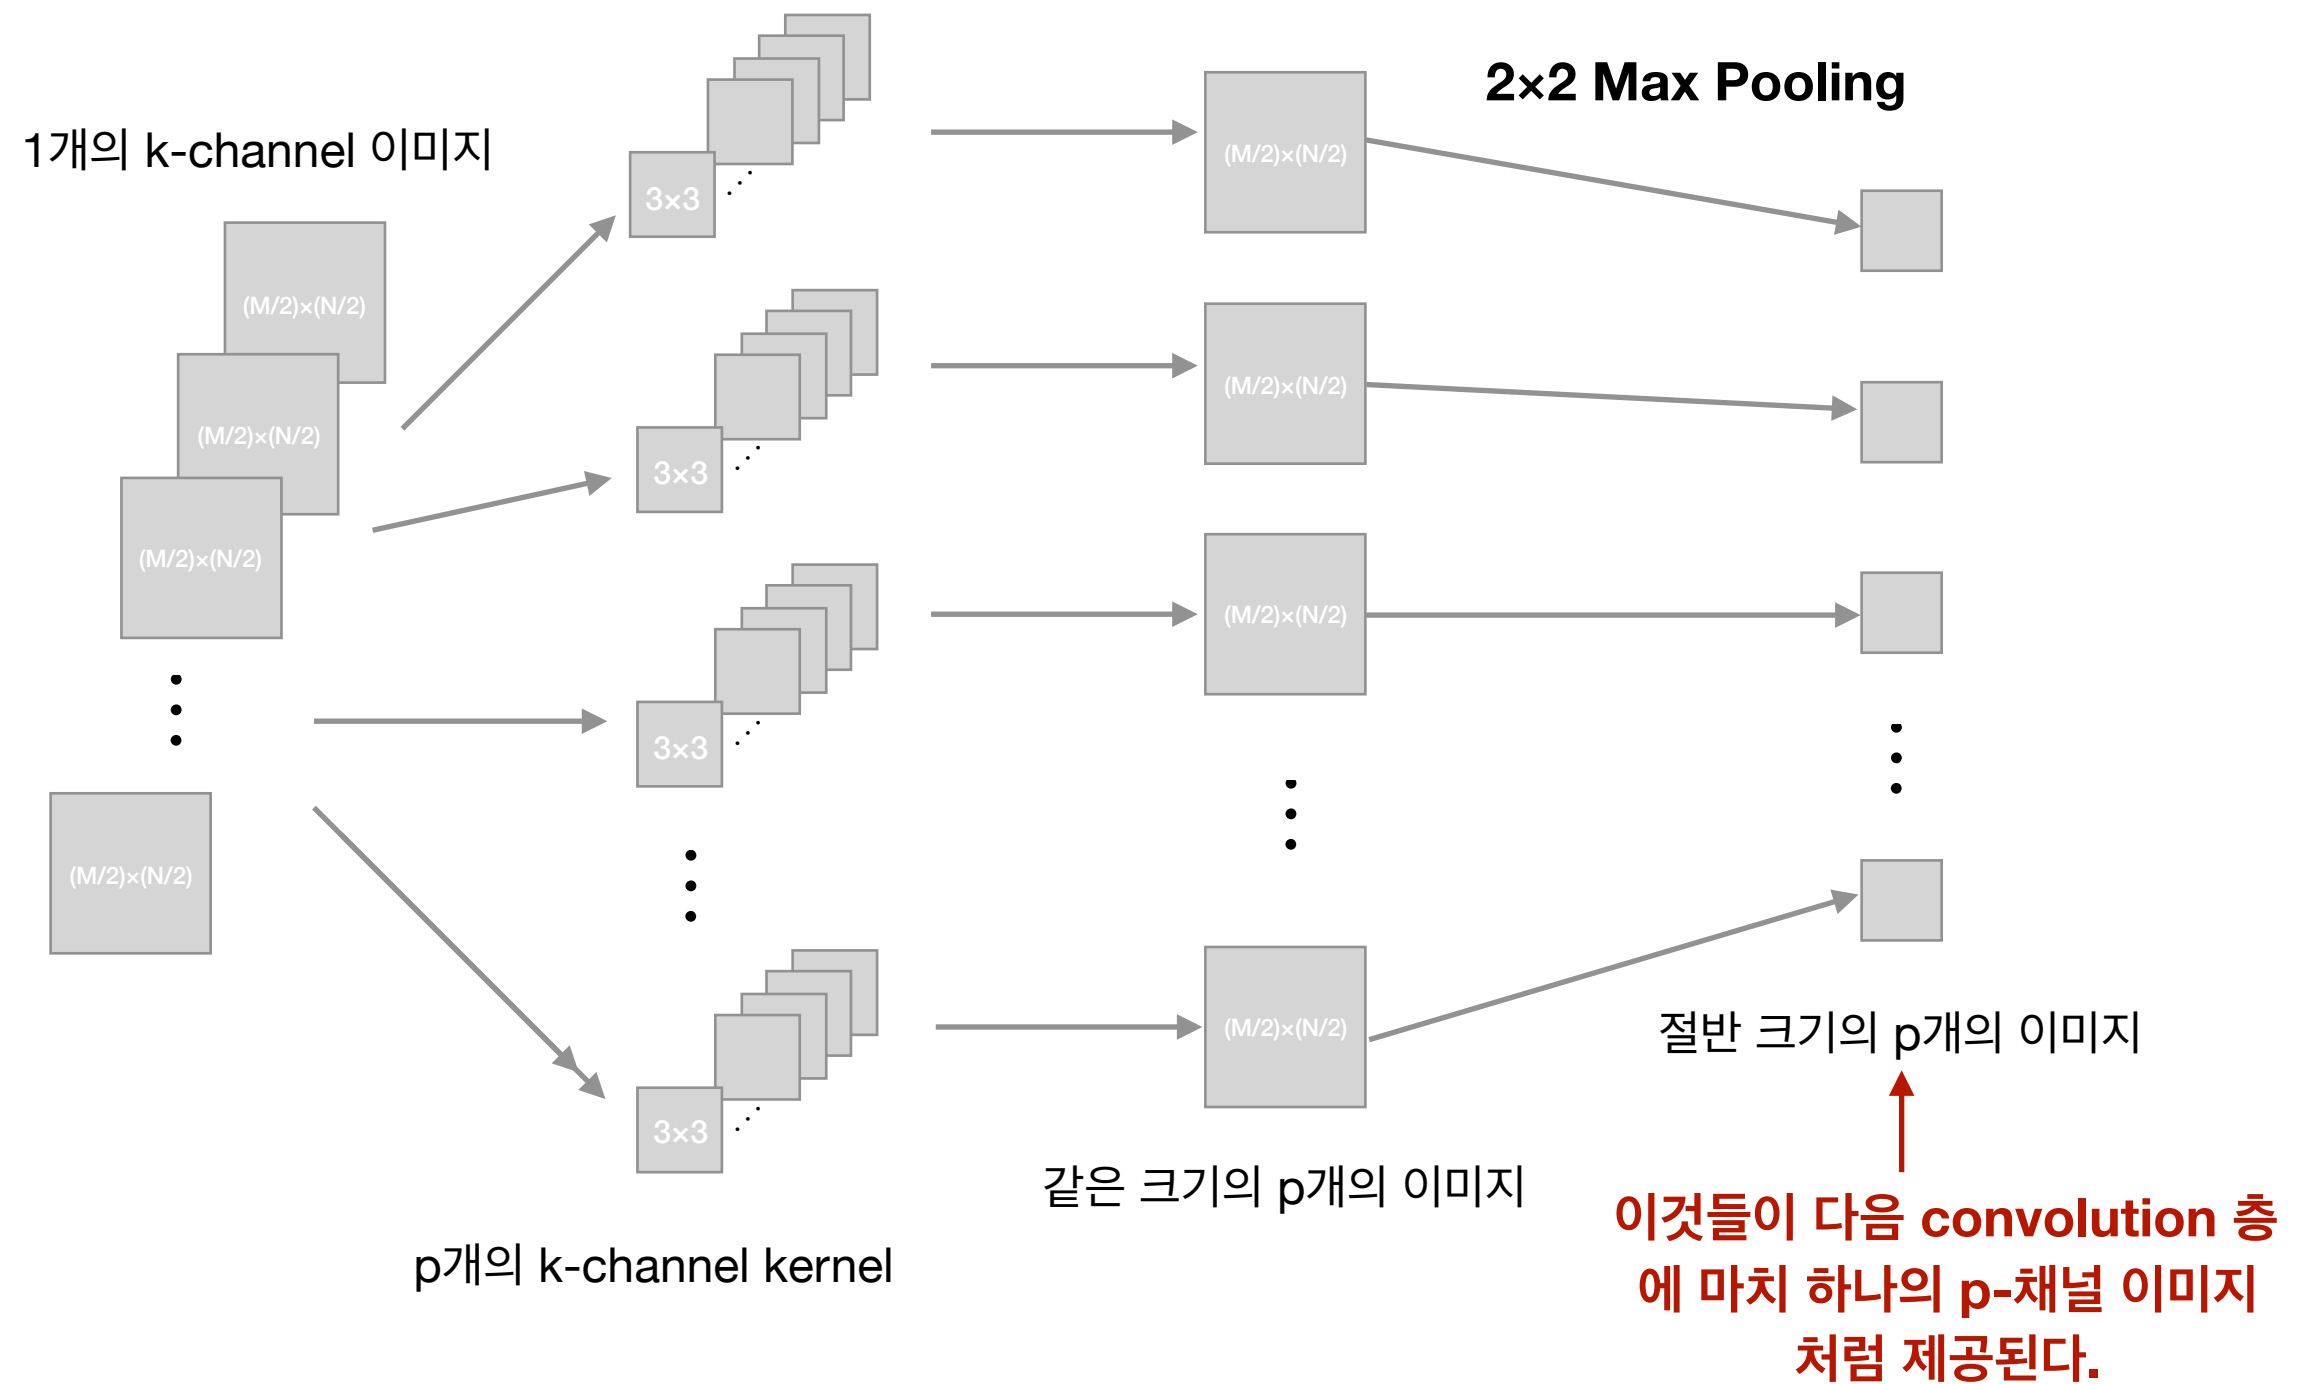 1개의 k-channel 이미지
(M/2)×(N/2)
(M/2)×(N/2)
(M/2)×(N/2)
(M/2)×(N/2)
3×3
3×3
3×3
3×3
p개의 k-channel kernel
(M/2)×(N/2)
(M/2)×(N/2)
(M/2)×(N/2)
(M/2)×(N/2)
같은 크기의 p개의 이미지
2×2 Max Pooling
절반 크기의 p개의 이미지
이것들이 다음 convolution 층
에 마치 하나의 p-채널 이미지
처럼 제공된다.